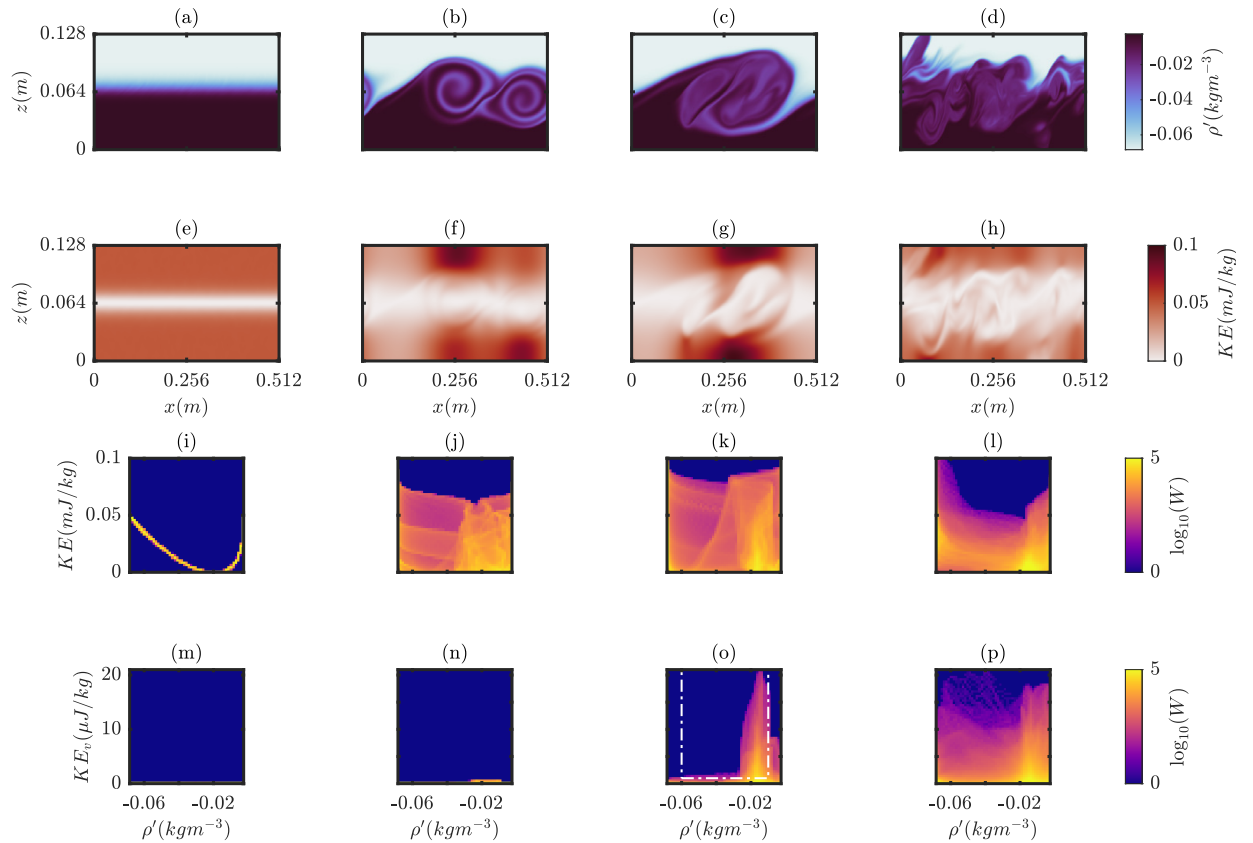 (a) (b) (c) (d)
0.128
0.064
0
z(m)
-0.02
-0.04
-0.06
ρ′(kgm⁻³)
(e) (f) (g) (h)
0.128
0.064
0
z(m)
0 0.256 0.512 0 0.256 0.512 0 0.256 0.512 0 0.256 0.512
x(m) x(m) x(m) x(m)
0.1
0.05
0
KE(mJ/kg)
(i) (j) (k) (l)
0.1
0.05
0
KE(mJ/kg)
5
0
log₁₀(W)
(m) (n) (o) (p)
20
10
0
KEᵥ(μJ/kg)
-0.06 -0.02 -0.06 -0.02 -0.06 -0.02 -0.06 -0.02
ρ′(kgm⁻³) ρ′(kgm⁻³) ρ′(kgm⁻³) ρ′(kgm⁻³)
5
0
log₁₀(W)